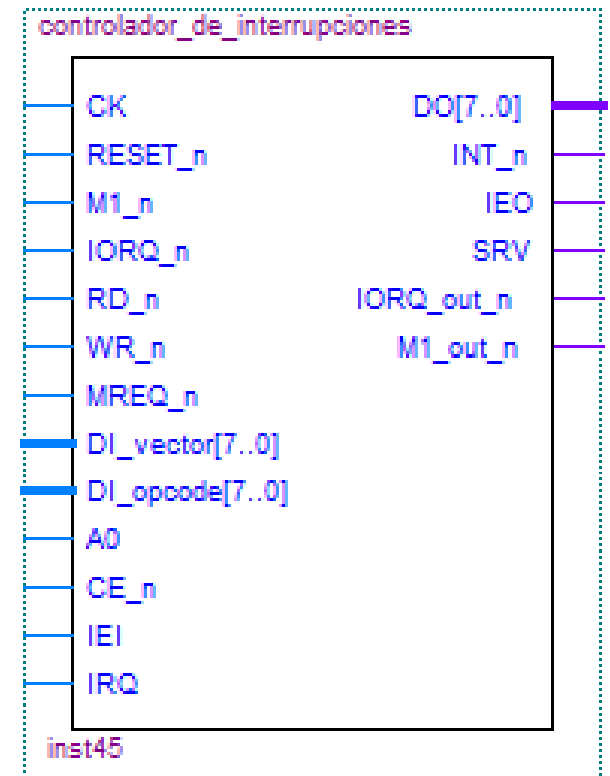 controlador_de_interrupciones
CK DO[7..0]
RESET_n INT_n
M1_n IEO
IORQ_n SRV
RD_n IORQ_out_n
WR_n M1_out_n
MREQ_n
DI_vector[7..0]
DI_opcode[7..0]
A0
CE_n
IEI
IRQ
inst45